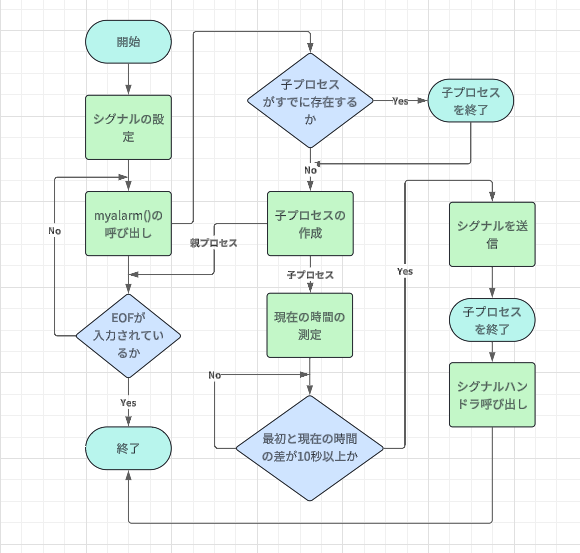 開始
シグナルの設
定
No
myalarm()の
呼び出し
EOFが
入力されてい
るか
Yes
終了
子プロセス
がすでに存在する
か
Yes
子プロセス
を終了
No
子プロセスの
作成
親プロセス
子プロセス
現在の時間の
測定
No
最初と現在の時間
の差が10秒以上か
Yes
シグナルを送
信
子プロセス
を終了
シグナルハン
ドラ呼び出し